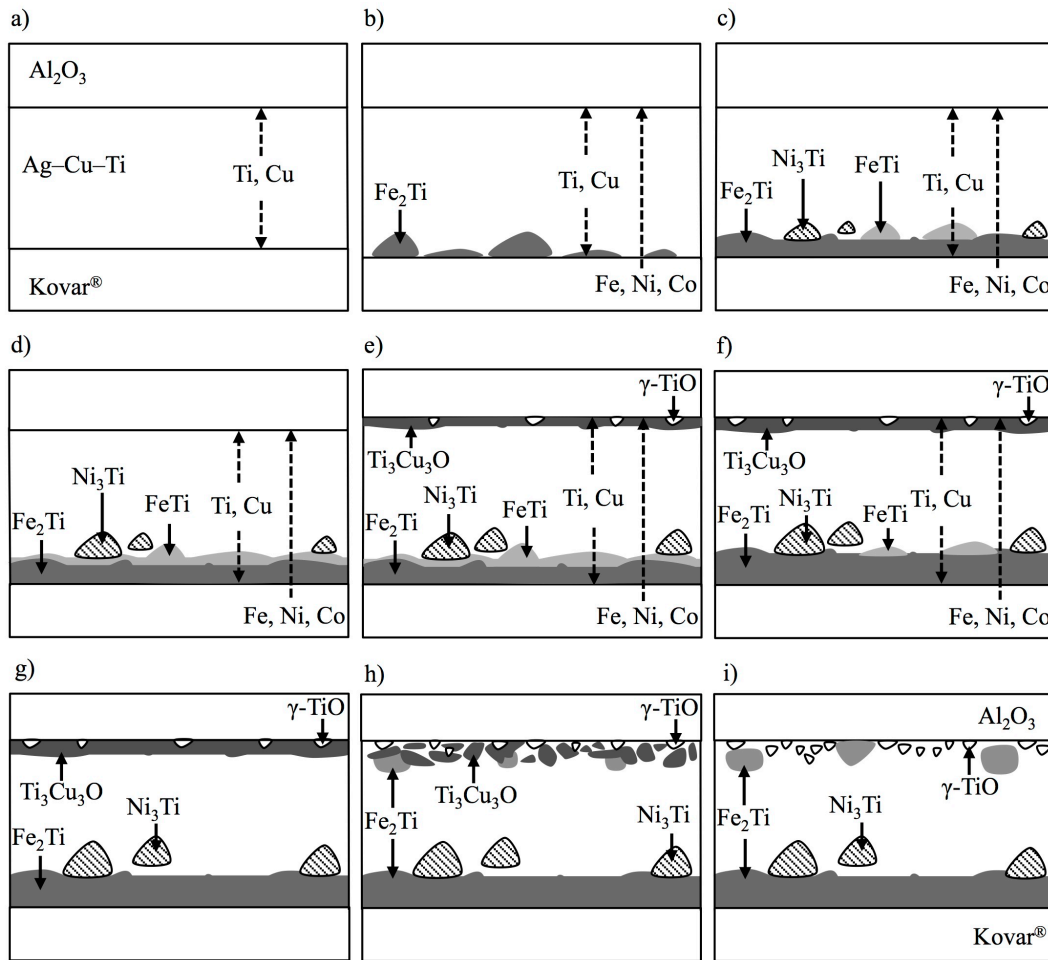 a)
Al₂O₃
Ag–Cu–Ti
Ti, Cu
Kovar®
b)
Fe₂Ti
Ti, Cu
Fe, Ni, Co
c)
Ni₃Ti
FeTi
Fe₂Ti
Ti, Cu
Fe, Ni, Co
d)
Ni₃Ti
FeTi
Fe₂Ti
Ti, Cu
Fe, Ni, Co
e)
γ-TiO
Ti₃Cu₃O
Ni₃Ti
Ti, Cu
FeTi
Fe₂Ti
Fe, Ni, Co
f)
γ-TiO
Ti₃Cu₃O
Ni₃Ti
Ti, Cu
Fe₂Ti
FeTi
Fe, Ni, Co
g)
γ-TiO
Ti₃Cu₃O
Ni₃Ti
Fe₂Ti
h)
γ-TiO
Ti₃Cu₃O
Fe₂Ti
Ni₃Ti
i)
Al₂O₃
γ-TiO
Fe₂Ti
Ni₃Ti
Kovar®